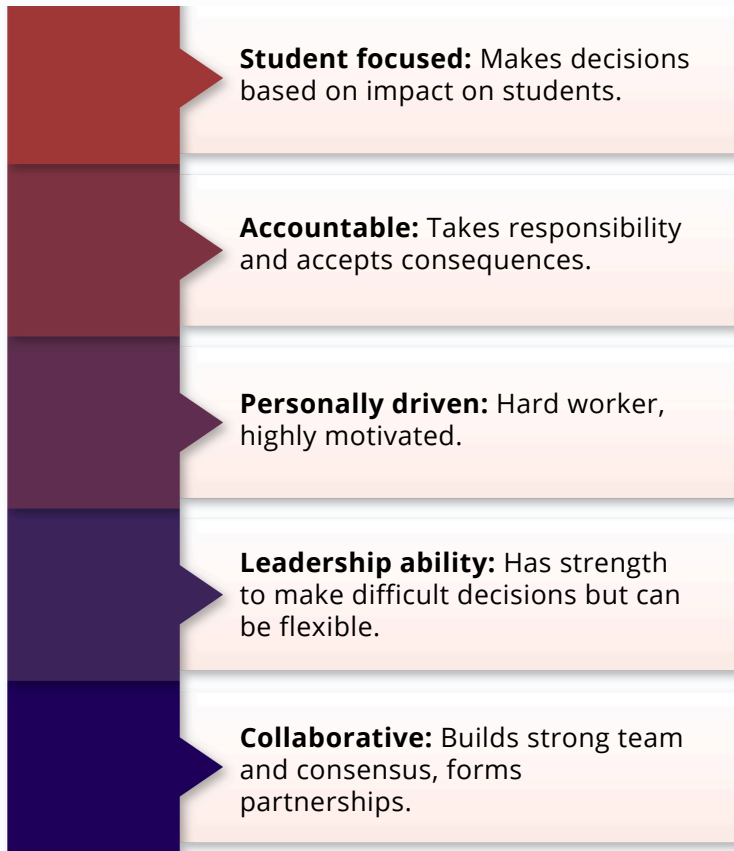 Student focused: Makes decisions
based on impact on students.
Accountable: Takes responsibility
and accepts consequences.
Personally driven: Hard worker,
highly motivated.
Leadership ability: Has strength
to make difficult decisions but can
be flexible.
Collaborative: Builds strong team
and consensus, forms
partnerships.